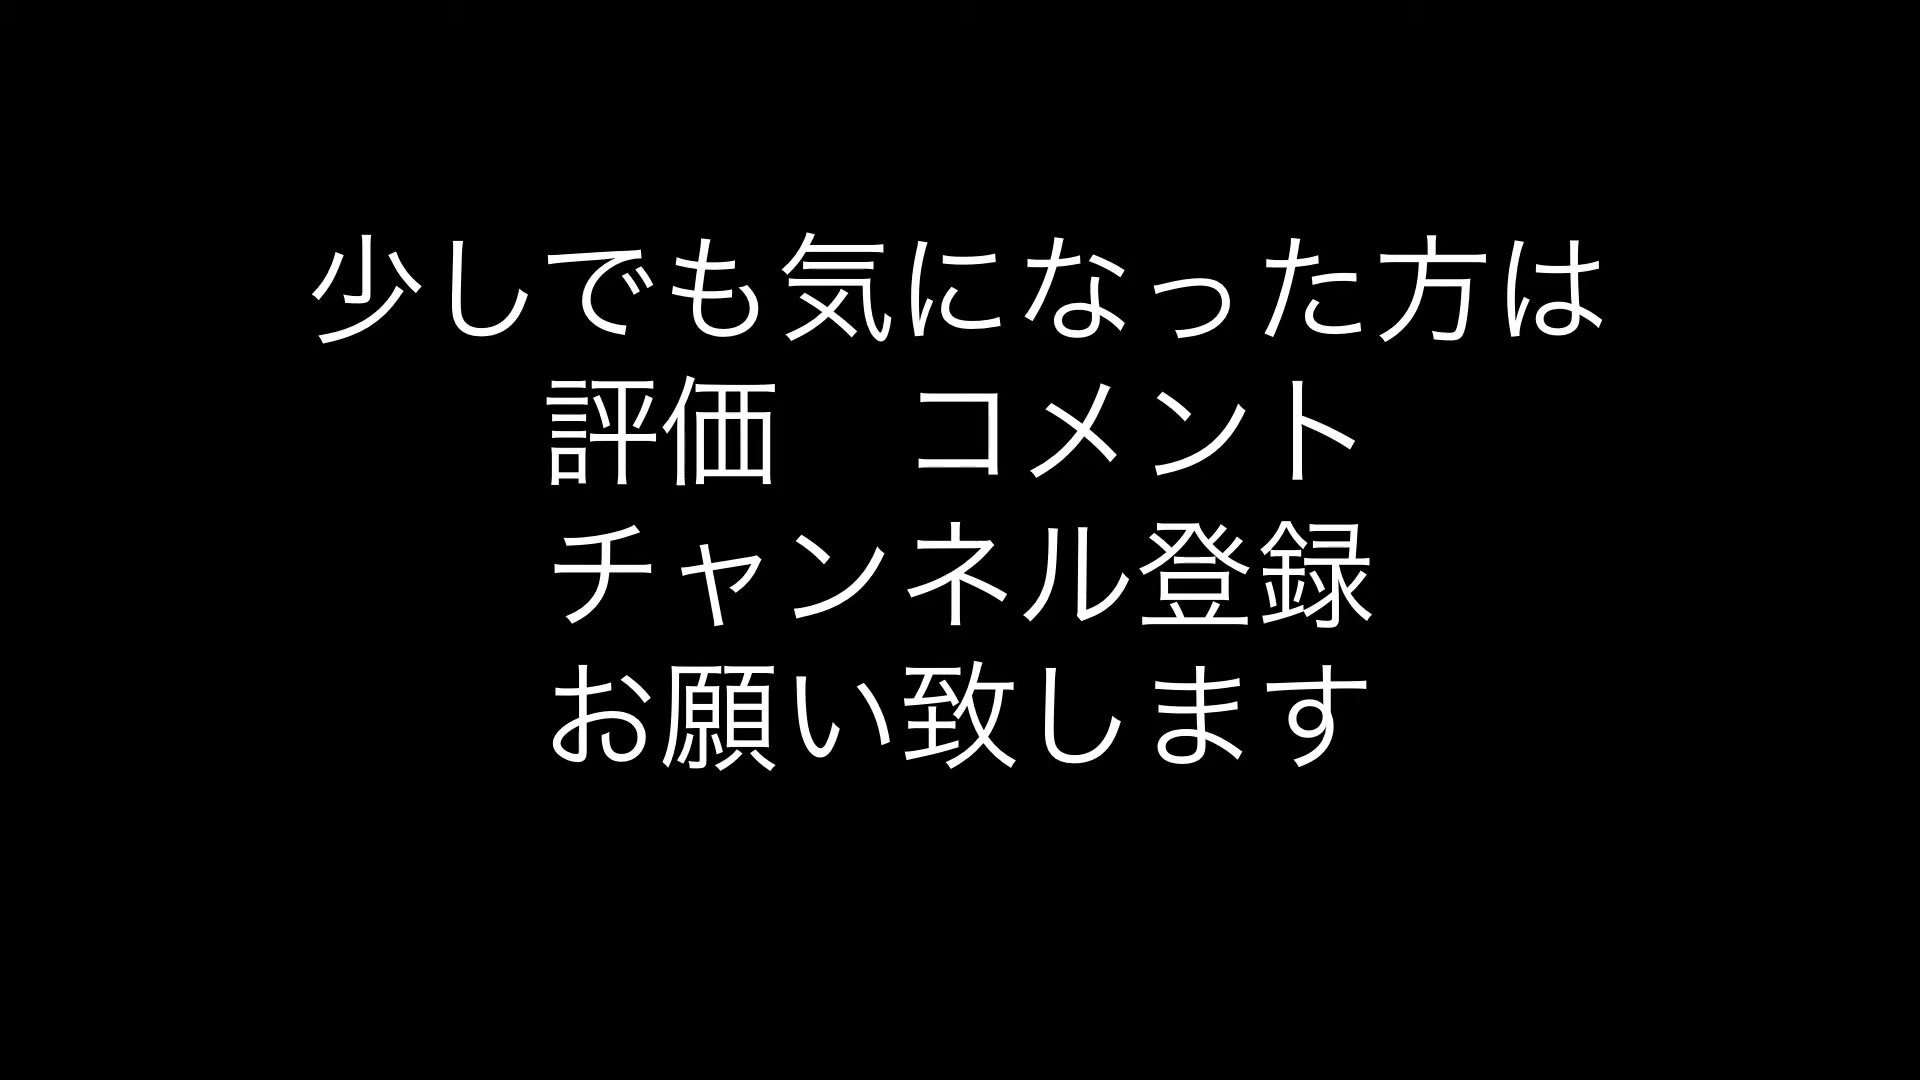 少しでも気になった方は
評価　コメント
チャンネル登録
お願い致します